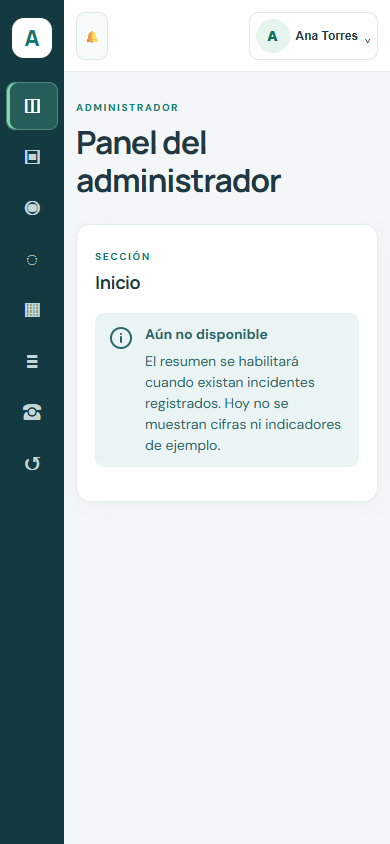 A
A Ana Torres
ADMINISTRADOR
Panel del
administrador
SECCIÓN
Inicio
Aún no disponible
El resumen se habilitará
cuando existan incidentes
registrados. Hoy no se
muestran cifras ni indicadores
de ejemplo.